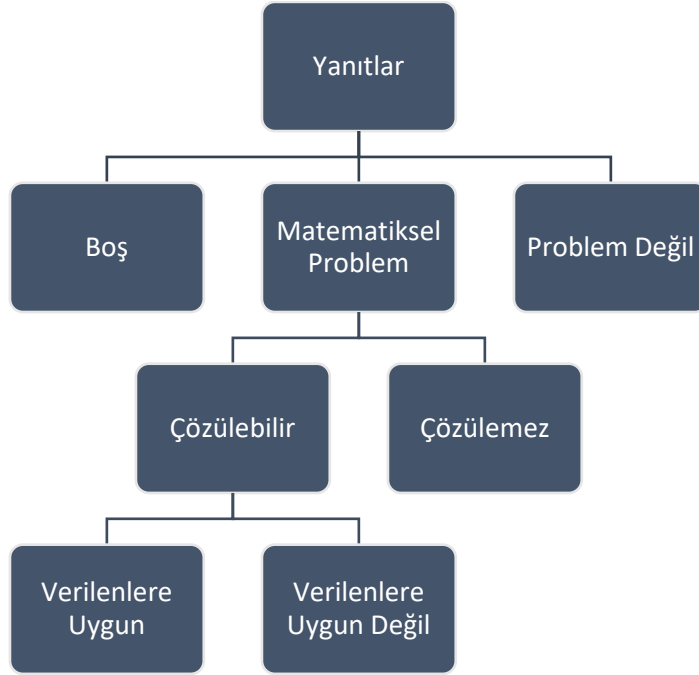 Yanıtlar
Boş
Matematiksel
Problem
Problem Değil
Çözülebilir
Çözülemez
Verilenlere
Uygun
Verilenlere
Uygun Değil